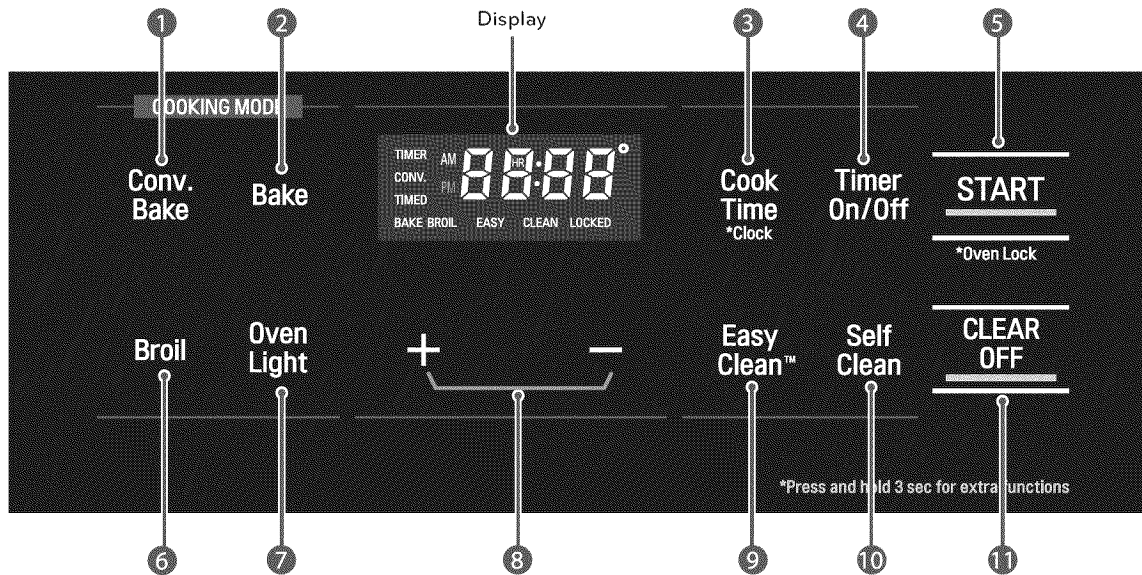 1
2
Display
3
4
5
COOKING MODE
Conv.
Bake
Bake
TIMER
CONV.
TIMED
AM
PM
88:88°
HR
BAKE BROIL EASY CLEAN LOCKED
Cook
Time
*Clock
Timer
On/Off
START
*Oven Lock
Broil
Oven
Light
+
−
Easy
Clean™
Self
Clean
CLEAR
OFF
*Press and hold 3 sec for extra functions
6
7
8
9
10
11